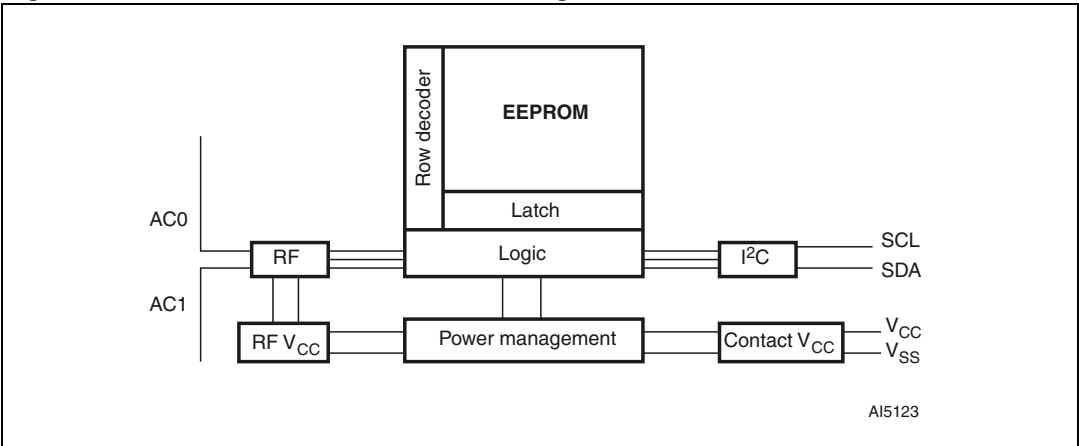 Row decoder
EEPROM
Latch
AC0
RF
Logic
I²C
SCL
SDA
AC1
RF VCC
Power management
Contact VCC
VCC
VSS
AI5123